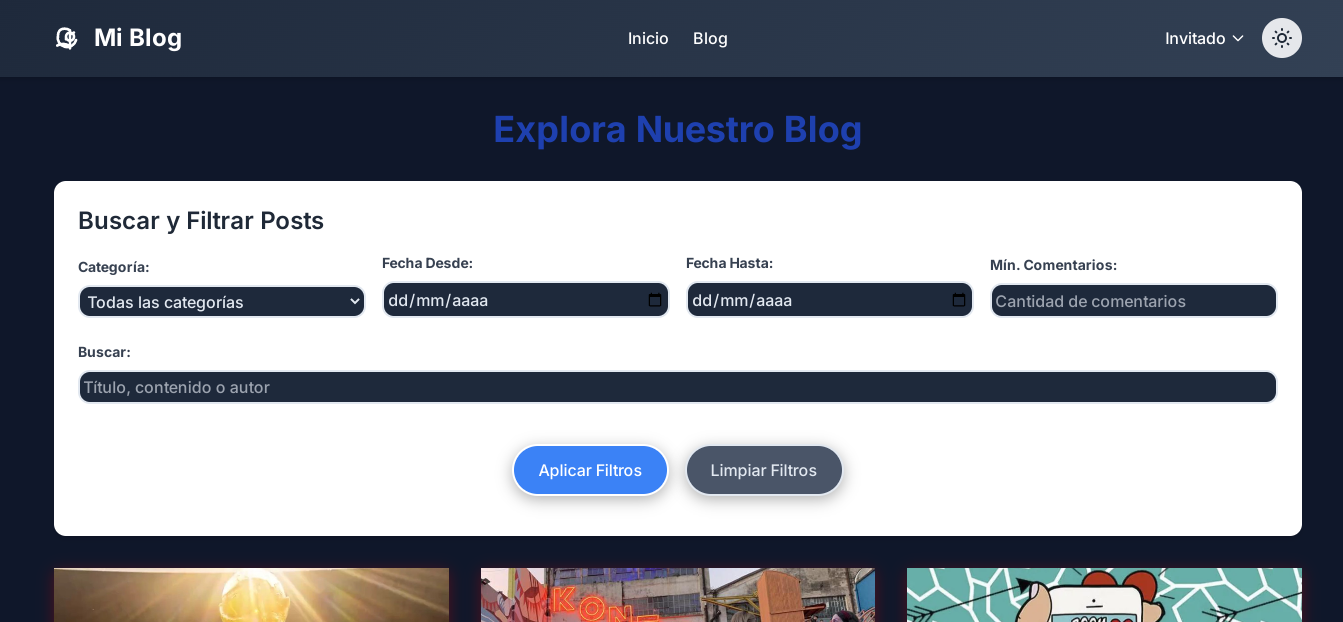 Mi Blog
Inicio
Blog
Invitado
Explora Nuestro Blog
Buscar y Filtrar Posts
Categoría:
Fecha Desde:
Fecha Hasta:
Mín. Comentarios:
Todas las categorías
dd/mm/aaaa
dd/mm/aaaa
Cantidad de comentarios
Buscar:
Título, contenido o autor
Aplicar Filtros
Limpiar Filtros